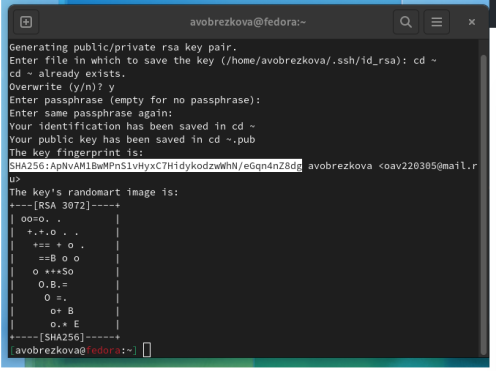 avobrezkova@fedora:~
Generating public/private rsa key pair.
Enter file in which to save the key (/home/avobrezkova/.ssh/id_rsa): cd ~
cd ~ already exists.
Overwrite (y/n)? y
Enter passphrase (empty for no passphrase):
Enter same passphrase again:
Your identification has been saved in cd ~
Your public key has been saved in cd ~.pub
The key fingerprint is:
SHA256:ApNvAM1BwMPnS1vHyxC7HidykodzwWhN/eGqn4nZ8dg avobrezkova <oav220305@mail.r
u>
The key's randomart image is:
+---[RSA 3072]----+
| oo=o. .         |
|  +.+.o . .      |
|   +== + o .     |
|    ==B o o      |
|   o *+*So       |
|    O.B.=        |
|     O =.        |
|      o+ B       |
|      o.* E      |
+----[SHA256]-----+
[avobrezkova@fedora:~]